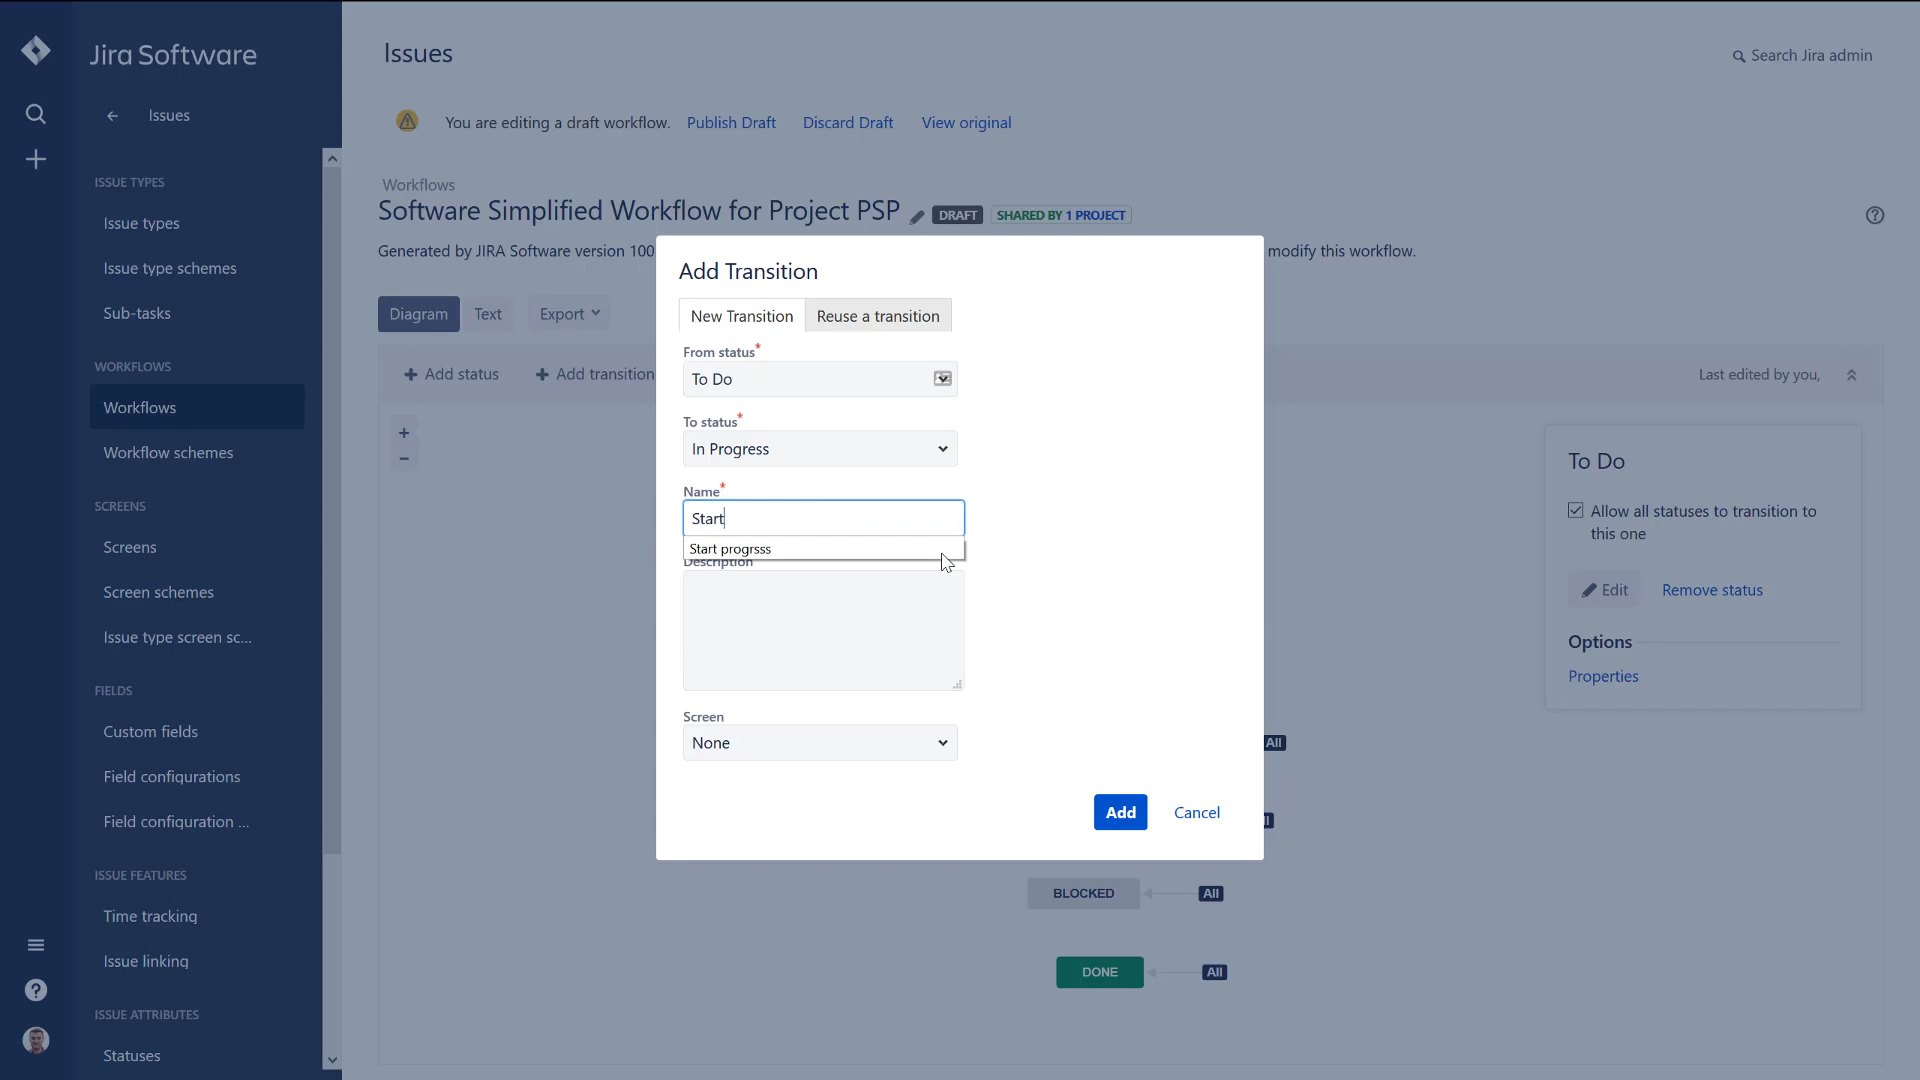 Jira Software
Issues
ISSUE TYPES
Issue types
Issue type schemes
Sub-tasks
WORKFLOWS
Workflows
Workflow schemes
SCREENS
Screens
Screen schemes
Issue type screen sc...
FIELDS
Custom fields
Field configurations
Field configuration ...
ISSUE FEATURES
Time tracking
Issue linking
ISSUE ATTRIBUTES
Statuses
Issues
Search Jira admin
You are editing a draft workflow. Publish Draft Discard Draft View original
Workflows
Software Simplified Workflow for Project PSP DRAFT SHARED BY 1 PROJECT
Generated by JIRA Software version 100 modify this workflow.
Diagram Text Export
+ Add status + Add transition Last edited by you,
+
−
Add Transition
New Transition Reuse a transition
From status*
To Do
To status*
In Progress
Name*
Start
Start progrsss
Description
Screen
None
Add Cancel
To Do
Allow all statuses to transition to
this one
Edit Remove status
Options
Properties
All
BLOCKED All
DONE All